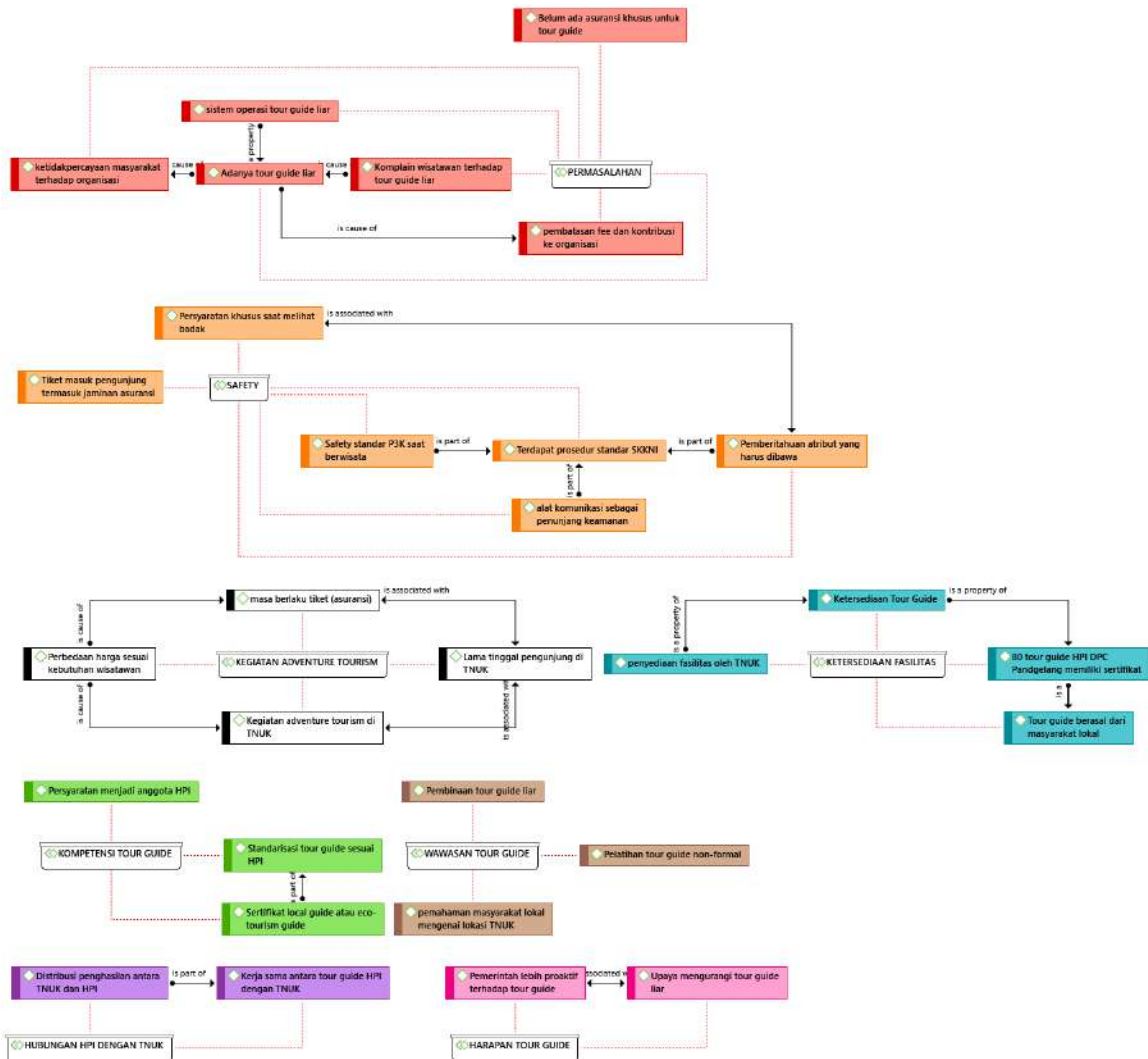 Belum ada asuransi khusus untuk
tour guide
sistem operasi tour guide liar
a property
ketidakpercayaan masyarakat
terhadap organisasi
cause of
Adanya tour guide liar
is cause
Komplain wisatawan terhadap
tour guide liar
PERMASALAHAN
is cause of
pembatasan fee dan kontribusi
ke organisasi
Persyaratan khusus saat melihat
badak
is associated with
Tiket masuk pengunjung
termasuk jaminan asuransi
SAFETY
Safety standar P3K saat
berwisata
is part of
Terdapat prosedur standar SKKNI
is part of
Pemberitahuan atribut yang
harus dibawa
is part of
alat komunikasi sebagai
penunjang keamanan
masa berlaku tiket (asuransi)
is associated with
is cause of
Perbedaan harga sesuai
kebutuhan wisatawan
KEGIATAN ADVENTURE TOURISM
Lama tinggal pengunjung di
TNUK
is cause of
Kegiatan adventure tourism di
TNUK
is associated wi
Ketersediaan Tour Guide
is a property of
is a property of
penyediaan fasilitas oleh TNUK
KETERSEDIAAN FASILITAS
80 tour guide HPI DPC
Pandgelang memiliki sertifikat
is a
Tour guide berasal dari
masyarakat lokal
Persyaratan menjadi anggota HPI
KOMPETENSI TOUR GUIDE
Standarisasi tour guide sesuai
HPI
a part of
Sertifikat local guide atau eco-
tourism guide
Pembinaan tour guide liar
WAWASAN TOUR GUIDE
Pelatihan tour guide non-formal
pemahaman masyarakat lokal
mengenai lokasi TNUK
Distribusi penghasilan antara
TNUK dan HPI
is part of
Kerja sama antara tour guide HPI
dengan TNUK
HUBUNGAN HPI DENGAN TNUK
Pemerintah lebih proaktif
terhadap tour guide
associated w
Upaya mengurangi tour guide
liar
HARAPAN TOUR GUIDE